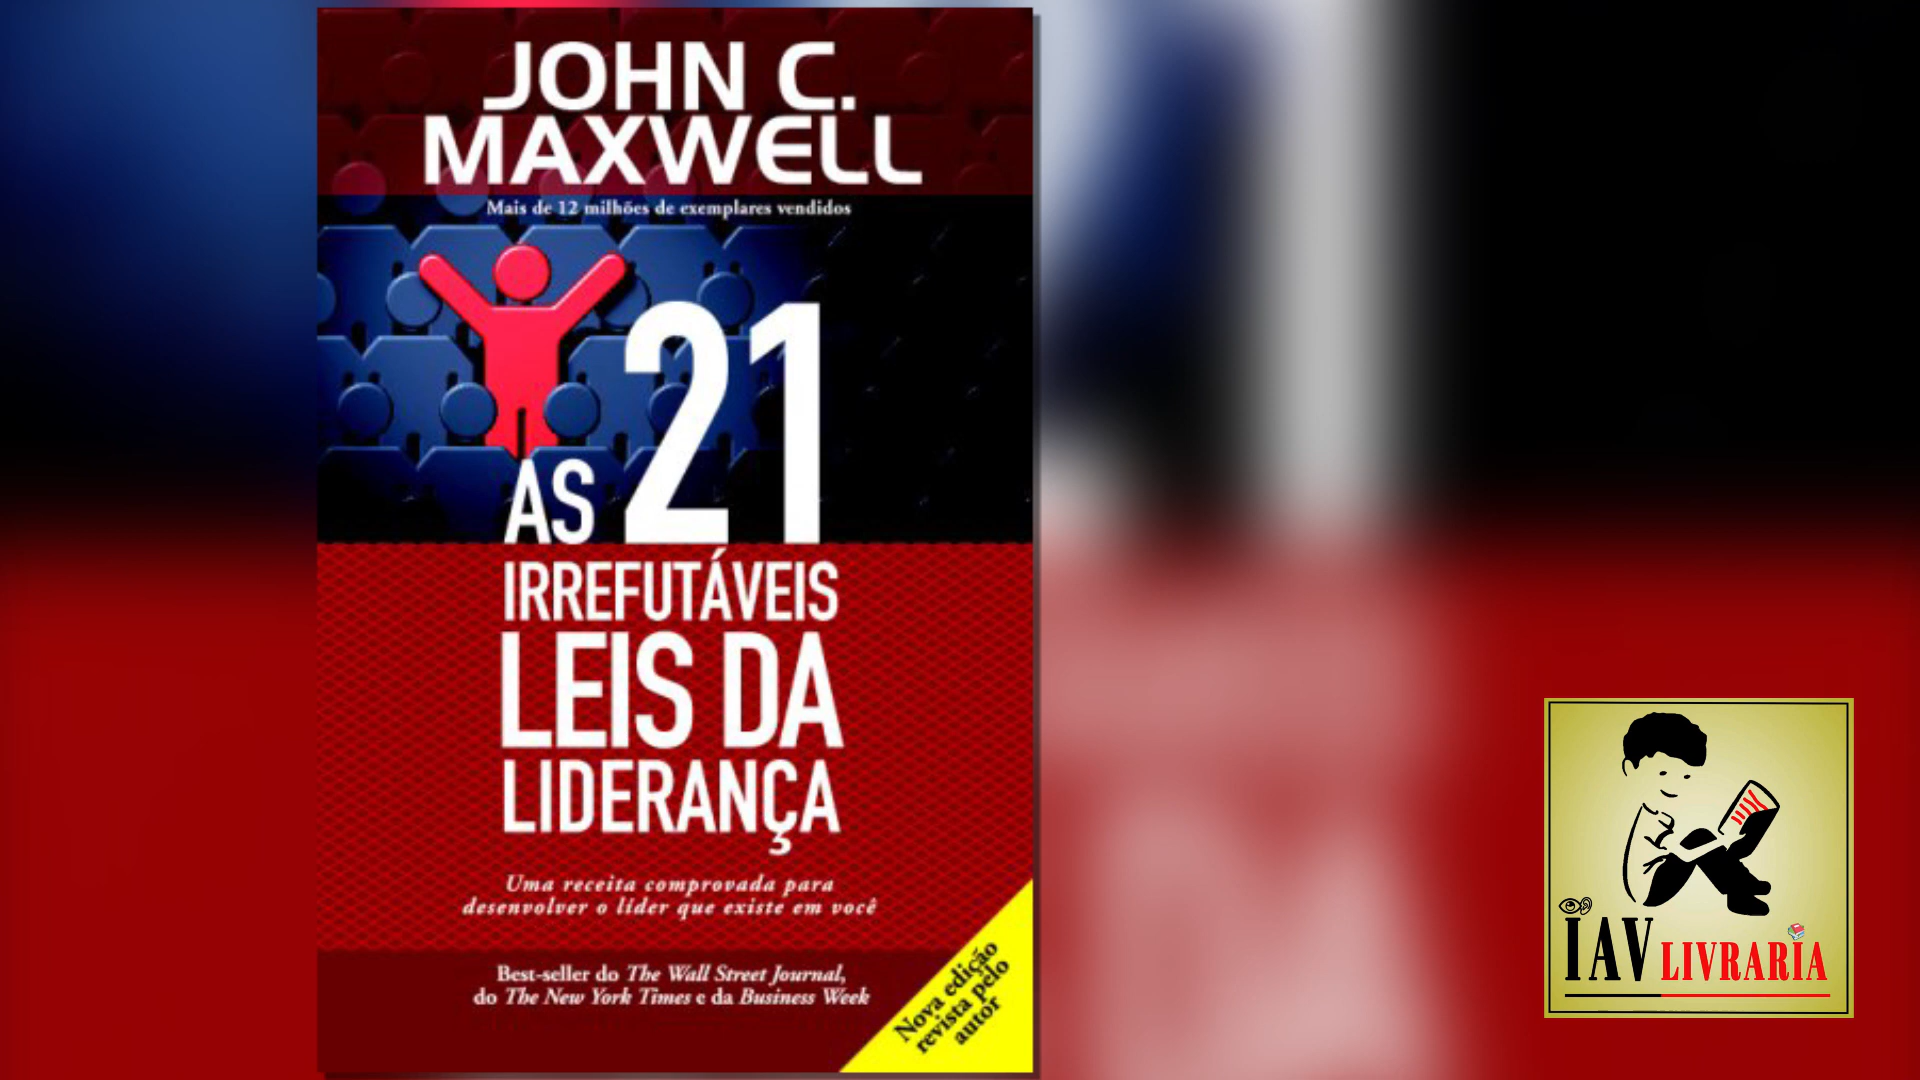 JOHN C.
MAXWELL
Mais de 12 milhões de exemplares vendidos
AS 21
IRREFUTÁVEIS
LEIS DA
LIDERANÇA
Uma receita comprovada para
desenvolver o líder que existe em você
Best-seller do The Wall Street Journal,
do The New York Times e da Business Week
Nova edição
revista pelo
autor
IAV LIVRARIA